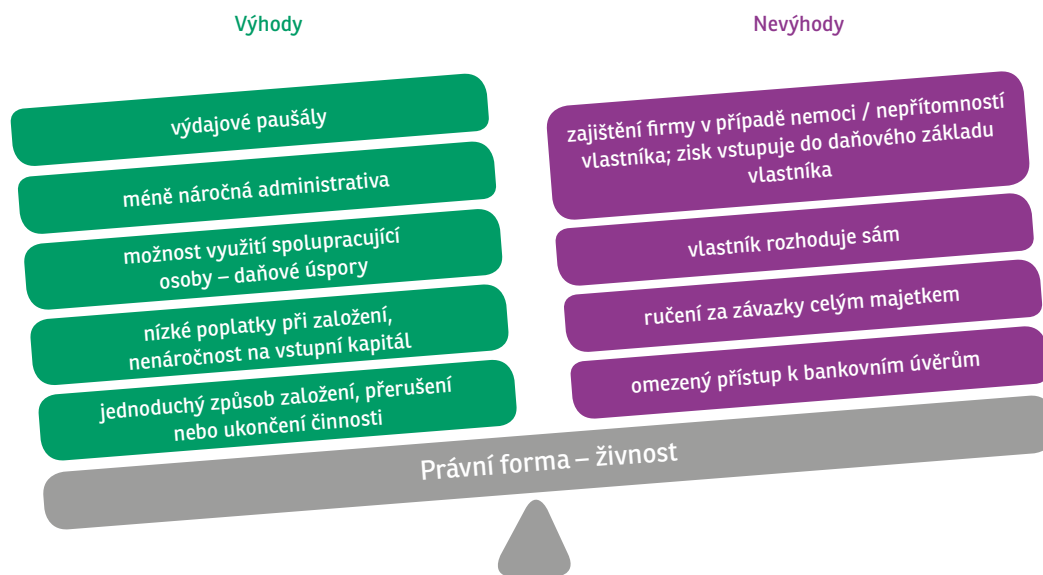 Výhody
výdajové paušály
méně náročná administrativa
možnost využití spolupracující
osoby – daňové úspory
nízké poplatky při založení,
nenáročnost na vstupní kapitál
jednoduchý způsob založení, přerušení
nebo ukončení činnosti
Nevýhody
zajištění firmy v případě nemoci / nepřítomností
vlastníka; zisk vstupuje do daňového základu
vlastníka
vlastník rozhoduje sám
ručení za závazky celým majetkem
omezený přístup k bankovním úvěrům
Právní forma – živnost